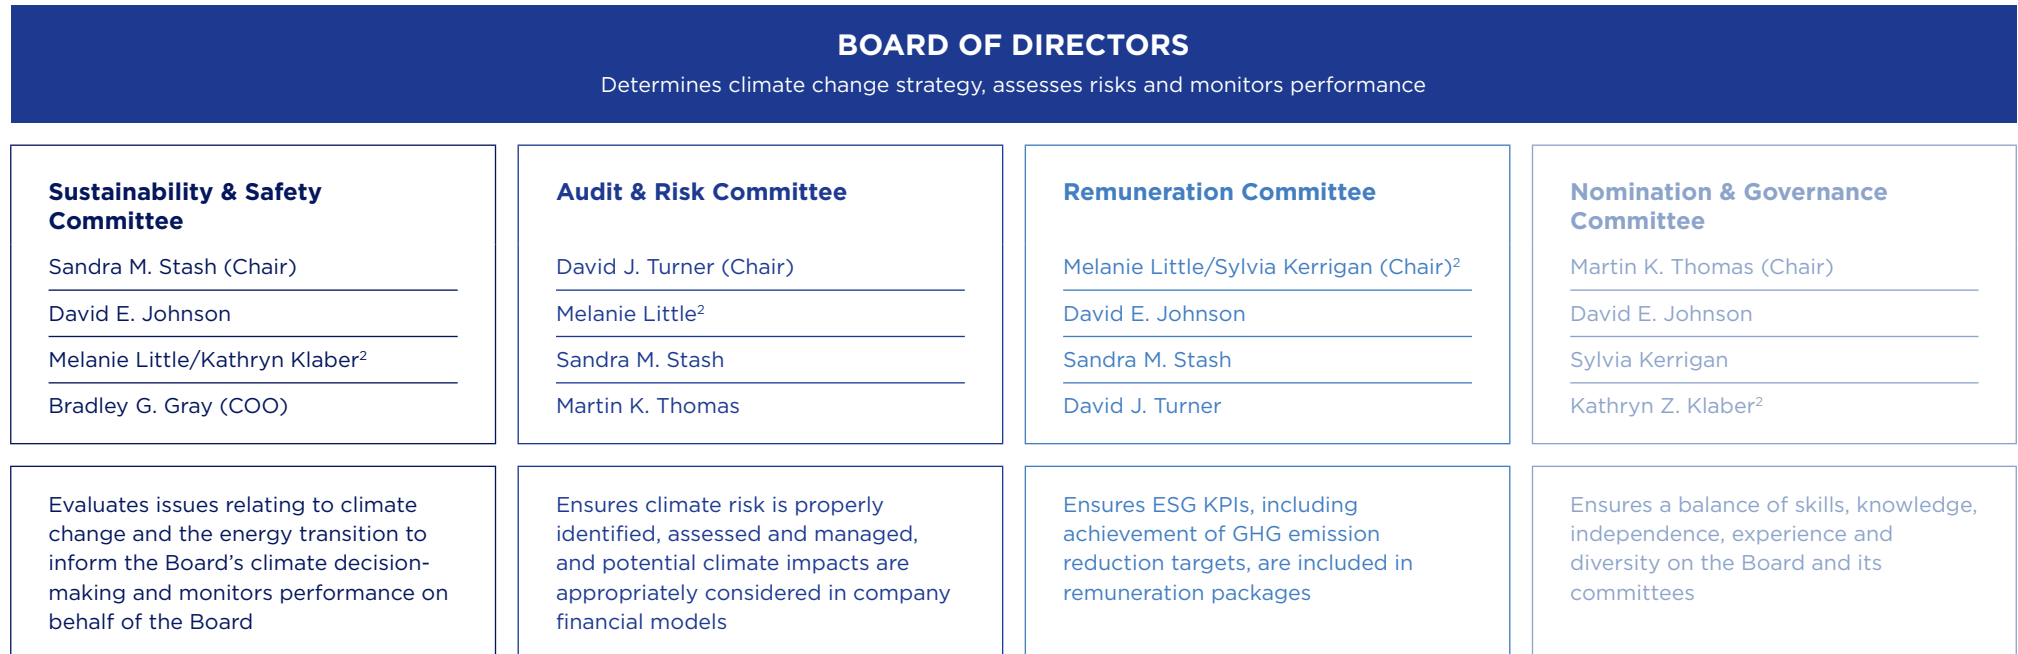 BOARD OF DIRECTORS
Determines climate change strategy, assesses risks and monitors performance
Sustainability & Safety
Committee
Sandra M. Stash (Chair)
David E. Johnson
Melanie Little/Kathryn Klaber²
Bradley G. Gray (COO)
Evaluates issues relating to climate
change and the energy transition to
inform the Board’s climate decision-
making and monitors performance on
behalf of the Board
Audit & Risk Committee
David J. Turner (Chair)
Melanie Little²
Sandra M. Stash
Martin K. Thomas
Ensures climate risk is properly
identified, assessed and managed,
and potential climate impacts are
appropriately considered in company
financial models
Remuneration Committee
Melanie Little/Sylvia Kerrigan (Chair)²
David E. Johnson
Sandra M. Stash
David J. Turner
Ensures ESG KPIs, including
achievement of GHG emission
reduction targets, are included in
remuneration packages
Nomination & Governance
Committee
Martin K. Thomas (Chair)
David E. Johnson
Sylvia Kerrigan
Kathryn Z. Klaber²
Ensures a balance of skills, knowledge,
independence, experience and
diversity on the Board and its
committees